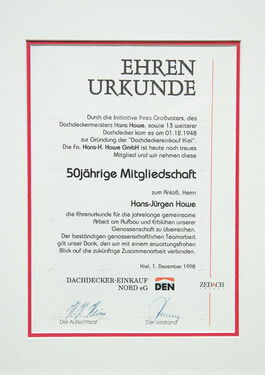 EHREN
URKUNDE
Durch die Initiative Ihres Großvaters, des
Dachdeckermeisters Hans Howe, sowie 13 weiterer
Dachdecker kam es am 01.12.1948
zur Gründung der "Dachdeckereinkauf Kiel".
Die Fa. Hans-H. Howe GmbH ist heute noch treues
Mitglied und wir nehmen diese
50jährige Mitgliedschaft
zum Anlaß, Herrn
Hans-Jürgen Howe
die Ehrenurkunde für die jahrelange gemeinsame
Arbeit am Aufbau und Erblühen unserer
Genossenschaft zu überreichen.
Der beständigen genossenschaftlichen Teamarbeit
gilt unser Dank, den wir mit einem erwartungsfrohen
Blick auf die zukünftige Zusammenarbeit verbinden.
Kiel, 1. Dezember 1998
DACHDECKER-EINKAUF
NORD eG
DEN
ZEDACH
Der Aufsichtsrat
Der Vorstand